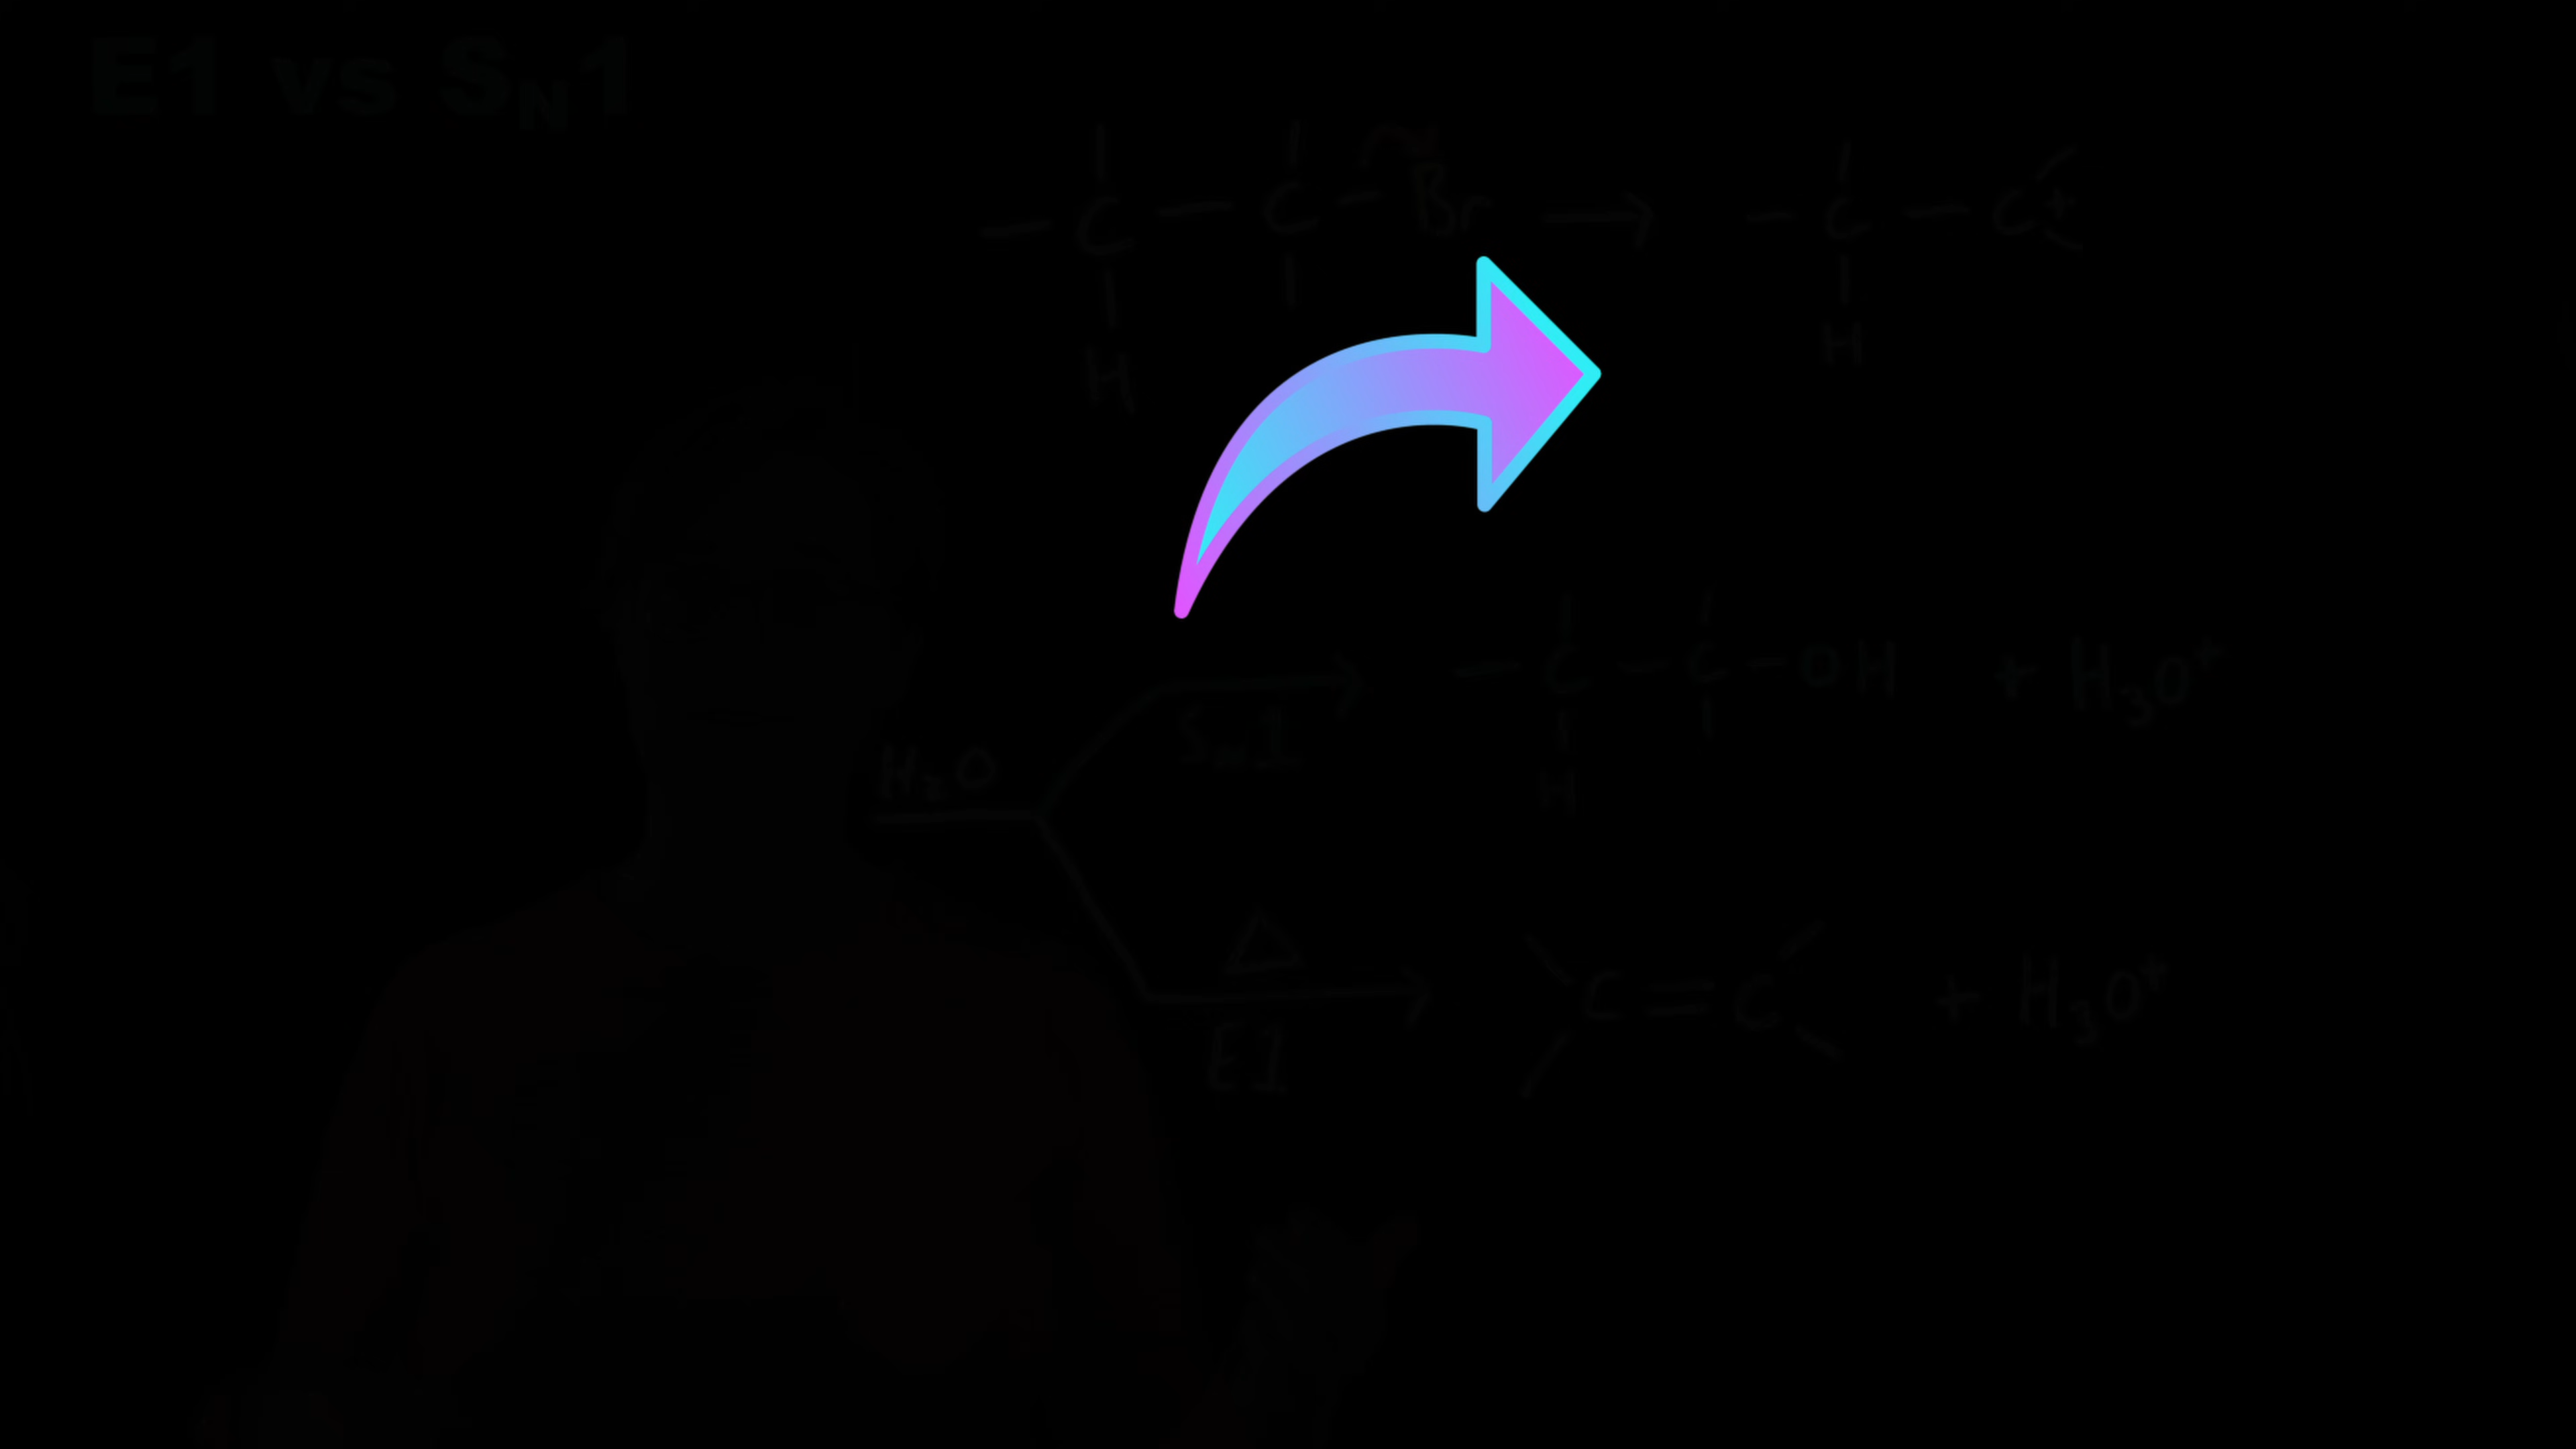 E1 vs SN1
C — C — Br → C — C+
H H
C — C — OH + H3O+
SN1
H2O
H
△
C = C + H3O+
E1